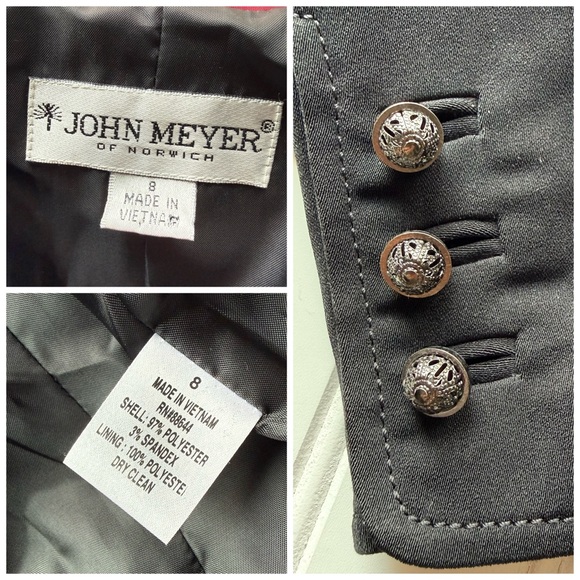 JOHN MEYER®
OF NORWICH
8
MADE IN
VIETNAM
8
MADE IN VIETNAM
RN#88644
SHELL: 97% POLYESTER
3% SPANDEX
LINING: 100% POLYESTE
DRY CLEAN